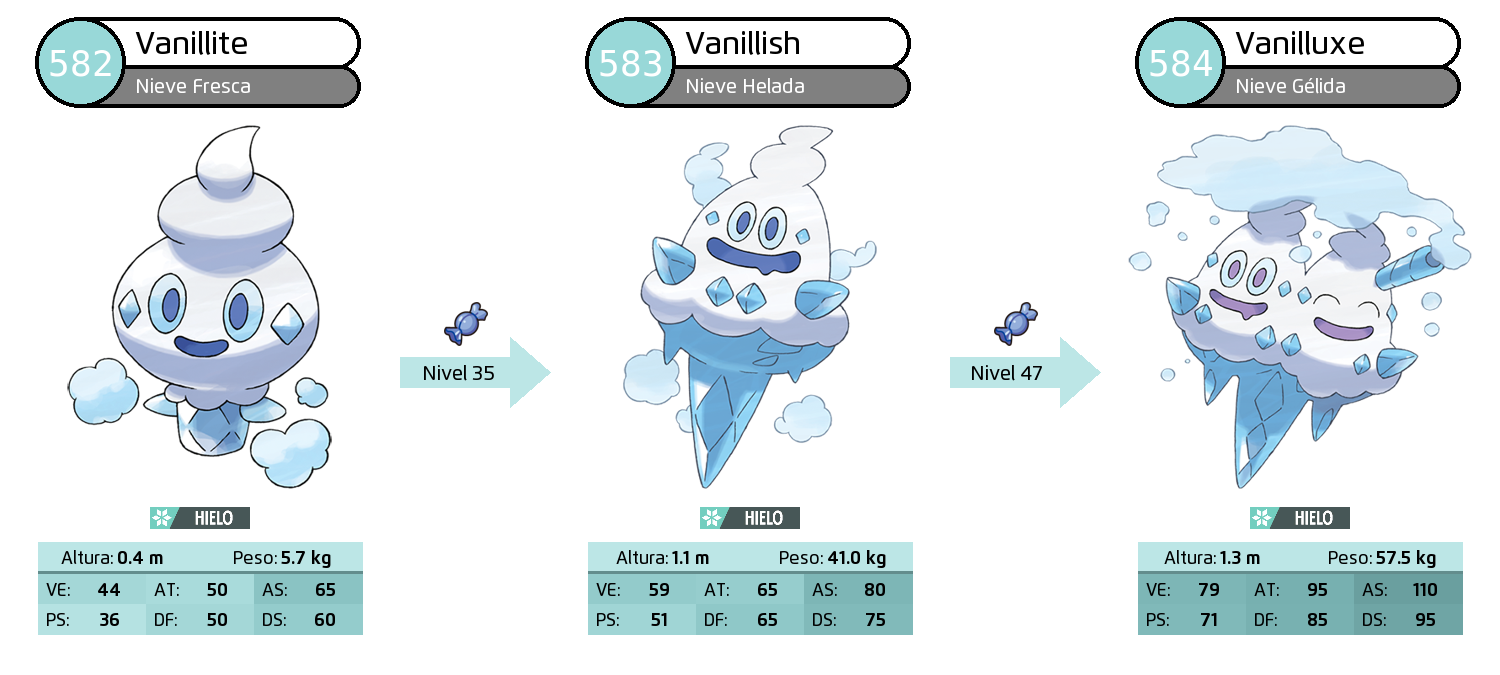 582 Vanillite
Nieve Fresca
HIELO
Altura: 0.4 m Peso: 5.7 kg
VE: 44 AT: 50 AS: 65
PS: 36 DF: 50 DS: 60
Nivel 35
583 Vanillish
Nieve Helada
HIELO
Altura: 1.1 m Peso: 41.0 kg
VE: 59 AT: 65 AS: 80
PS: 51 DF: 65 DS: 75
Nivel 47
584 Vanilluxe
Nieve Gélida
HIELO
Altura: 1.3 m Peso: 57.5 kg
VE: 79 AT: 95 AS: 110
PS: 71 DF: 85 DS: 95